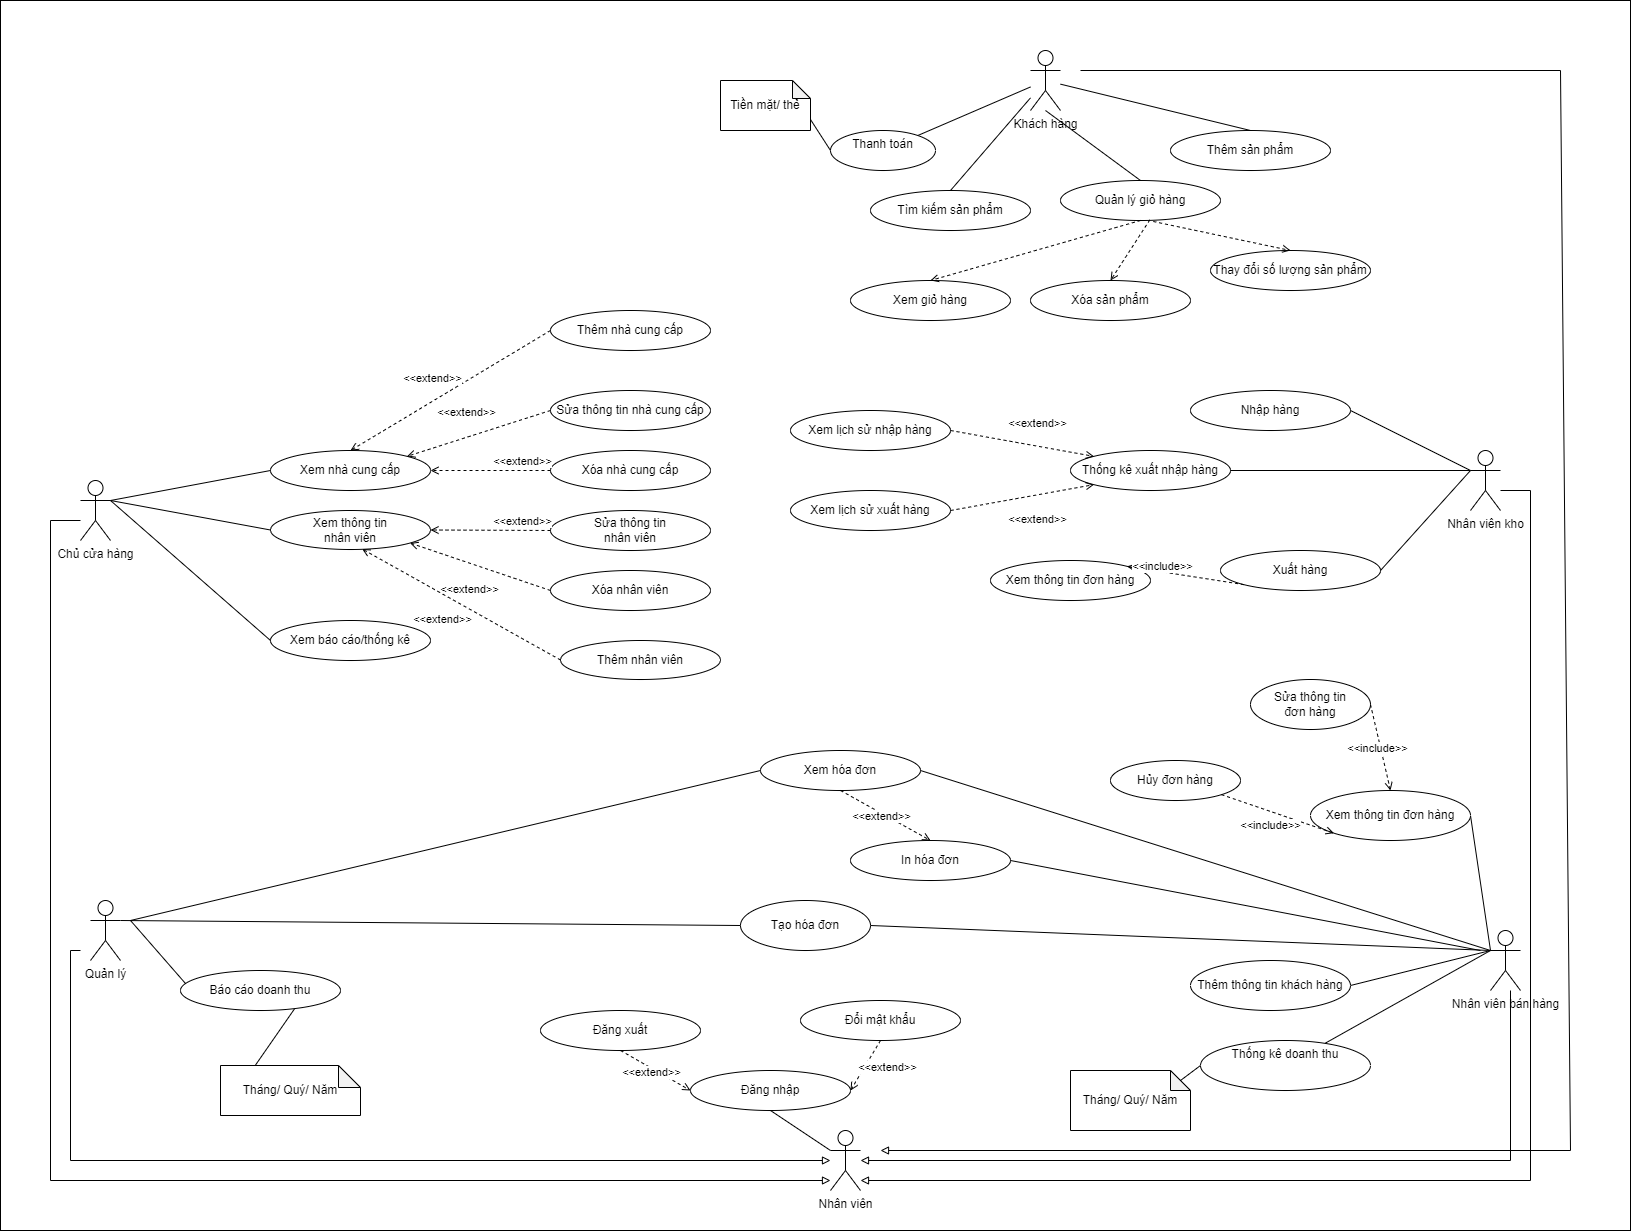 Tiền mặt/ thẻ
Khách hàng
Thanh toán
Thêm sản phẩm
Tìm kiếm sản phẩm
Quản lý giỏ hàng
Thay đổi số lượng sản phẩm
Xem giỏ hàng
Xóa sản phẩm
Thêm nhà cung cấp
<<extend>>
Sửa thông tin nhà cung cấp
<<extend>>
Xem nhà cung cấp
<<extend>>
Xóa nhà cung cấp
Chủ cửa hàng
Xem thông tin
nhân viên
<<extend>>
Sửa thông tin
nhân viên
<<extend>>
Xóa nhân viên
<<extend>>
Xem báo cáo/thống kê
Thêm nhân viên
Nhập hàng
Xem lịch sử nhập hàng
<<extend>>
Thống kê xuất nhập hàng
Xem lịch sử xuất hàng
<<extend>>
Nhân viên kho
Xem thông tin đơn hàng
<<include>>
Xuất hàng
Sửa thông tin
đơn hàng
<<include>>
Xem hóa đơn
Hủy đơn hàng
<<include>>
Xem thông tin đơn hàng
<<extend>>
In hóa đơn
Tạo hóa đơn
Quản lý
Báo cáo doanh thu
Thêm thông tin khách hàng
Nhân viên bán hàng
Đăng xuất
Đổi mật khẩu
<<extend>>
<<extend>>
Đăng nhập
Thống kê doanh thu
Tháng/ Quý/ Năm
Tháng/ Quý/ Năm
Nhân viên